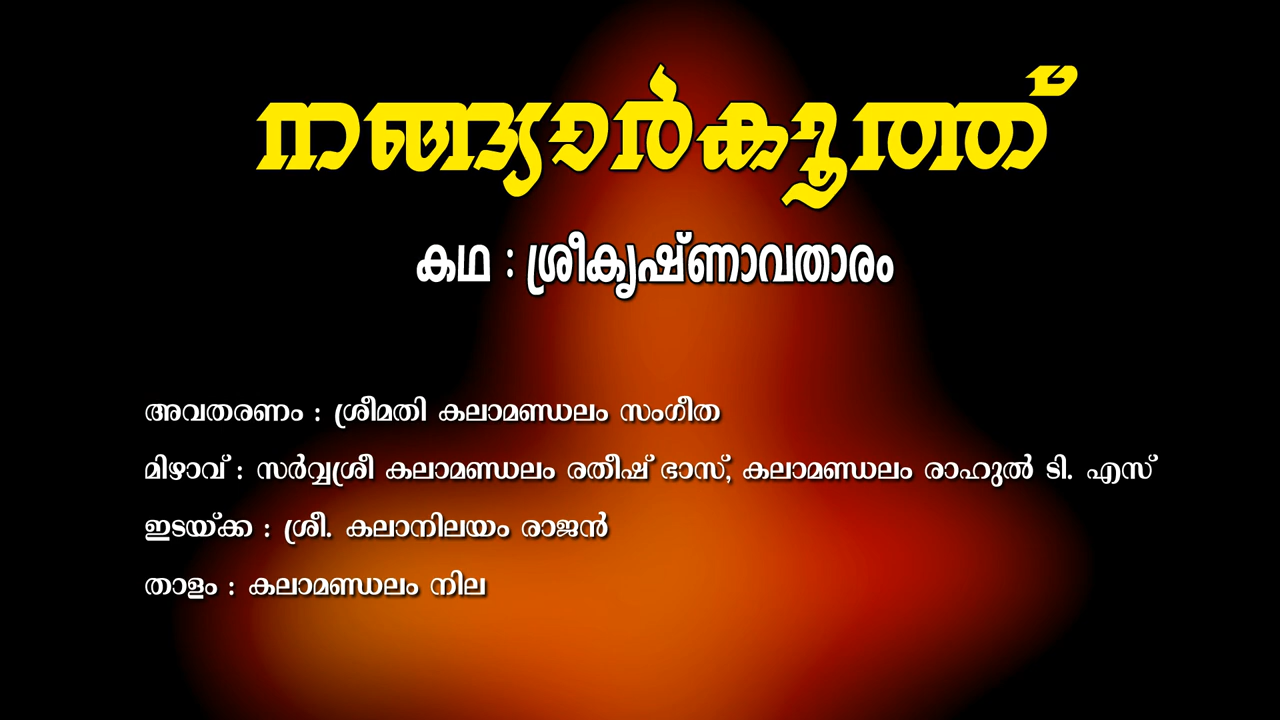 നങ്ങ്യാർകൂത്ത്
കഥ : ശ്രീകൃഷ്ണാവതാരം
അവതരണം : ശ്രീമതി കലാമണ്ഡലം സംഗീത
മിഴാവ് : സർവ്വശ്രീ കലാമണ്ഡലം രതീഷ് ഭാസ്, കലാമണ്ഡലം രാഹുൽ ടി. എസ്
ഇടയ്ക്ക : ശ്രീ. കലാനിലയം രാജൻ
താളം : കലാമണ്ഡലം നില